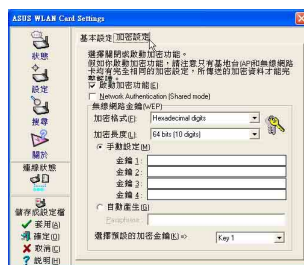 ASUS WLAN Card Settings
基本設定 加密設定
選擇關閉或啟動加密功能。
假如你啟動加密功能，請注意只有基地台(AP)和無線網路
卡均有完全相同的加密設定，所傳送的加密資料才能完
整解譯。
啟動加密功能(E)
Network Authentication (Shared mode)
無線網路金鑰(WEP)
加密格式(F): Hexadecimal digits
加密長度(L): 64 bits (10 digits)
手動設定(M)
金鑰 1:
金鑰 2:
金鑰 3:
金鑰 4:
自動產生(G)
Passphrase:
選擇預設的加密金鑰(K) => Key 1
狀態
設定
搜尋
關於
連線狀態
儲存或設定檔
套用(A)
確定(O)
取消(C)
說明(H)